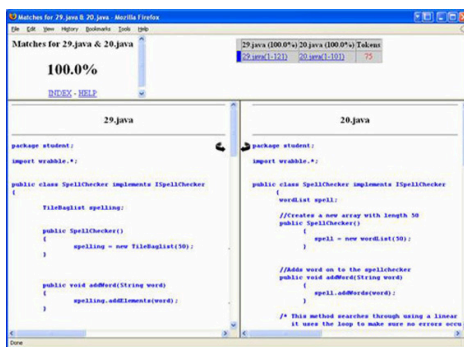 Matches for 29.java & 20.java - Mozilla Firefox
File Edit View History Bookmarks Tools Help
Matches for 29.java & 20.java
100.0%
INDEX - HELP
29.java (100.0%) 20.java (100.0%) Tokens
29.java(1-121) 20.java(1-101) 75
29.java
package student;
import wrabble.*;
public class SpellChecker implements ISpellChecker
{
TileBaglist spelling;
public SpellChecker()
{
spelling = new TileBaglist(50);
}
public void addWord(String word)
{
spelling.addElements(word);
}
20.java
package student;
import wrabble.*;
public class SpellChecker implements ISpellChecker
{
wordList spell;
//Creates a new array with length 50
public SpellChecker()
{
spell = new wordList(50);
}
//Adds word on to the spellchecker
public void addWord(String word)
{
spell.addWords(word);
}
/* This method searches through using a linear
it uses the loop to make sure no errors occu
Done